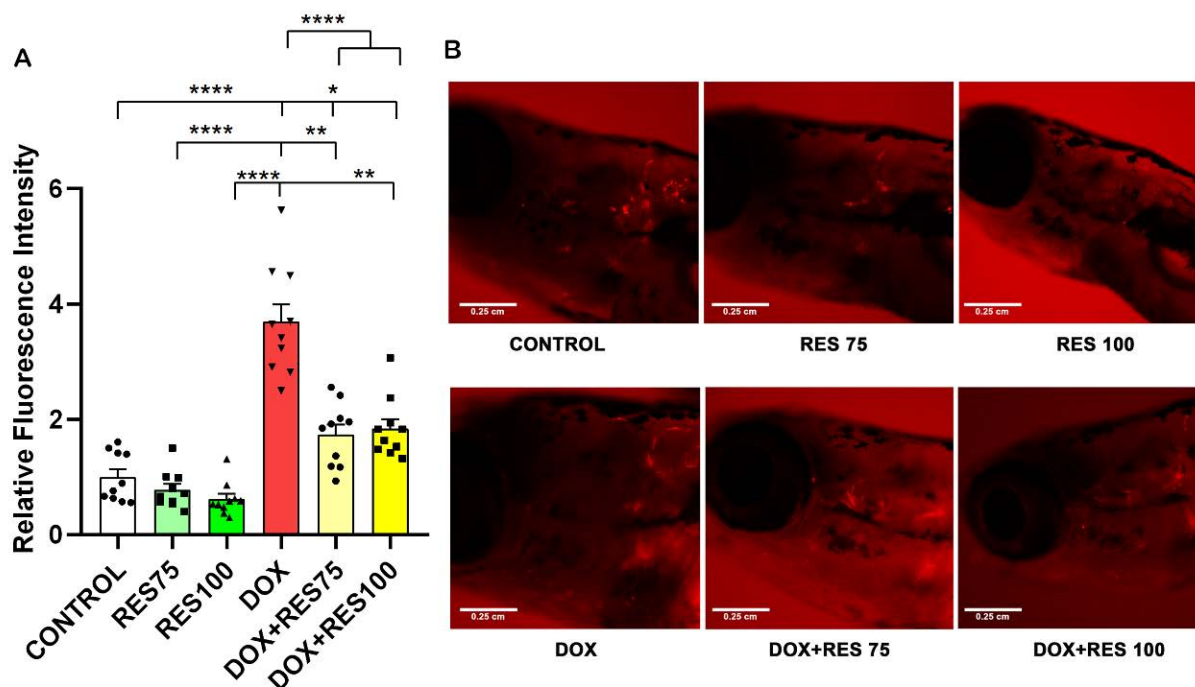 A
****
**** *
**** **
**** **
Relative Fluorescence Intensity
6
4
2
0
CONTROL
RES75
RES100
DOX
DOX+RES75
DOX+RES100
B
0.25 cm
0.25 cm
0.25 cm
CONTROL
RES 75
RES 100
0.25 cm
0.25 cm
0.25 cm
DOX
DOX+RES 75
DOX+RES 100